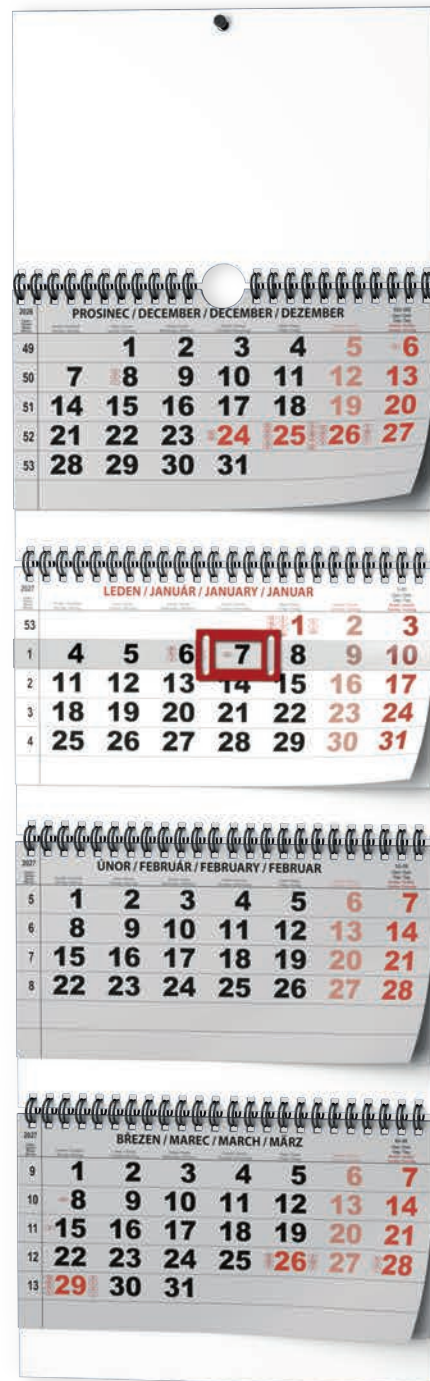 2026 PROSINEC / DECEMBER / DECEMBER / DEZEMBER
49 1 2 3 4 5 6
50 7 8 9 10 11 12 13
51 14 15 16 17 18 19 20
52 21 22 23 24 25 26 27
53 28 29 30 31
2027 LEDEN / JANUÁR / JANUARY / JANUAR
53 1 2 3
1 4 5 6 7 8 9 10
2 11 12 13 14 15 16 17
3 18 19 20 21 22 23 24
4 25 26 27 28 29 30 31
2027 ÚNOR / FEBRUÁR / FEBRUARY / FEBRUAR
5 1 2 3 4 5 6 7
6 8 9 10 11 12 13 14
7 15 16 17 18 19 20 21
8 22 23 24 25 26 27 28
2027 BŘEZEN / MAREC / MARCH / MÄRZ
9 1 2 3 4 5 6 7
10 8 9 10 11 12 13 14
11 15 16 17 18 19 20 21
12 22 23 24 25 26 27 28
13 29 30 31